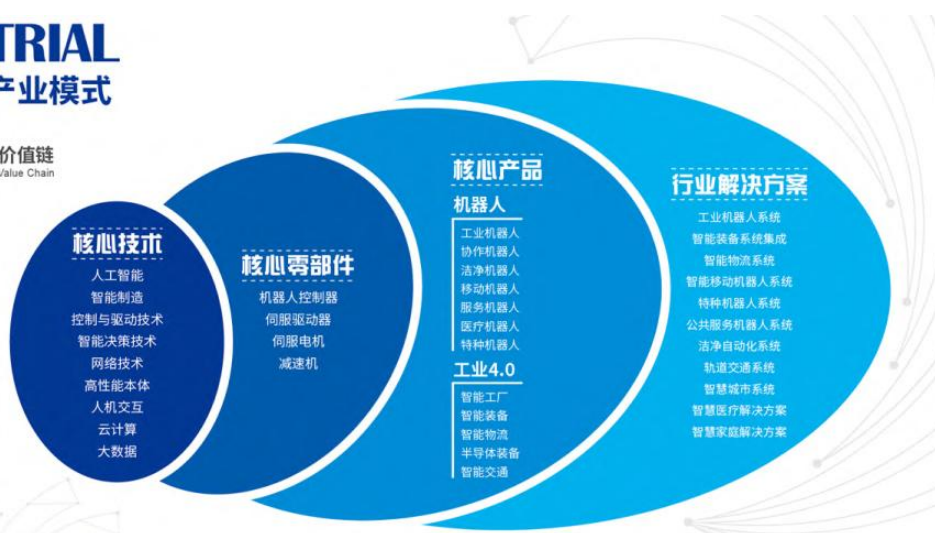 TRIAL
产业模式
价值链
Value Chain
核心技术
人工智能
智能制造
控制与驱动技术
智能决策技术
网络技术
高性能本体
人机交互
云计算
大数据
核心零部件
机器人控制器
伺服驱动器
伺服电机
减速机
核心产品
机器人
工业机器人
协作机器人
洁净机器人
移动机器人
服务机器人
医疗机器人
特种机器人
工业4.0
智能工厂
智能装备
智能物流
半导体装备
智能交通
行业解决方案
工业机器人系统
智能装备系统集成
智能物流系统
智能移动机器人系统
特种机器人系统
公共服务机器人系统
洁净自动化系统
轨道交通系统
智慧城市系统
智慧医疗解决方案
智慧家庭解决方案